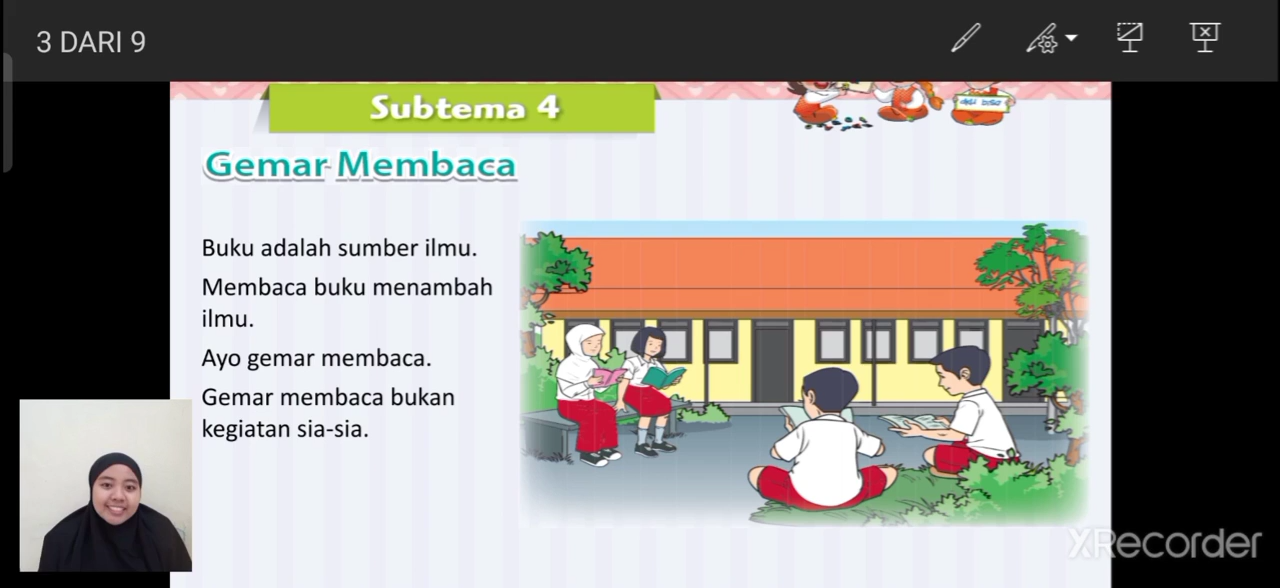 3 DARI 9
Subtema 4
Gemar Membaca
Buku adalah sumber ilmu.
Membaca buku menambah
ilmu.
Ayo gemar membaca.
Gemar membaca bukan
kegiatan sia-sia.
XRecorder